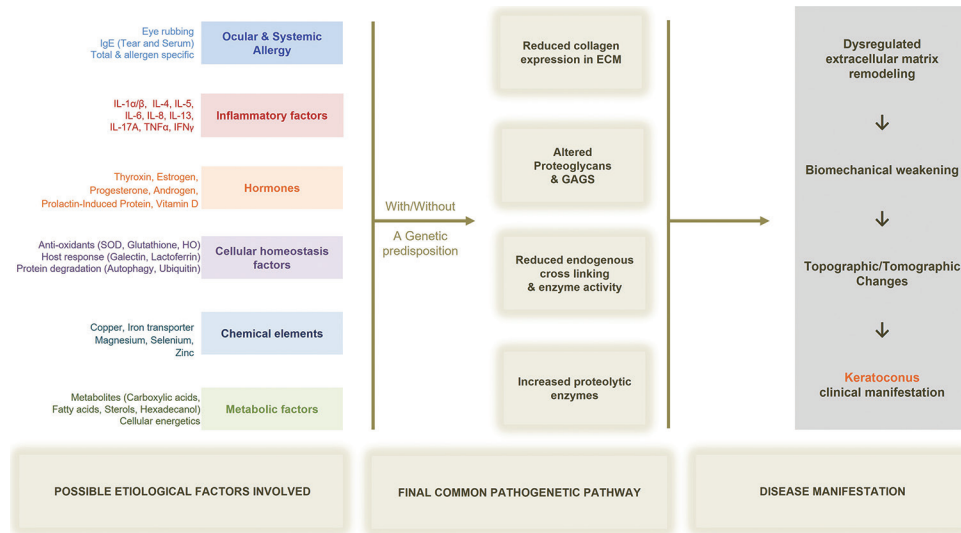 Eye rubbing
IgE (Tear and Serum)
Total & allergen specific
Ocular & Systemic
Allergy
IL-1α/β, IL-4, IL-5,
IL-6, IL-8, IL-13,
IL-17A, TNFα, IFNγ
Inflammatory factors
Thyroxin, Estrogen,
Progesterone, Androgen,
Prolactin-Induced Protein, Vitamin D
Hormones
Anti-oxidants (SOD, Glutathione, HO)
Host response (Galectin, Lactoferrin)
Protein degradation (Autophagy, Ubiquitin)
Cellular homeostasis
factors
Copper, Iron transporter
Magnesium, Selenium,
Zinc
Chemical elements
Metabolites (Carboxylic acids,
Fatty acids, Sterols, Hexadecanol)
Cellular energetics
Metabolic factors
With/Without
A Genetic
predisposition
Reduced collagen
expression in ECM
Altered
Proteoglycans
& GAGS
Reduced endogenous
cross linking
& enzyme activity
Increased proteolytic
enzymes
Dysregulated
extracellular matrix
remodeling
Biomechanical weakening
Topographic/Tomographic
Changes
Keratoconus
clinical manifestation
POSSIBLE ETIOLOGICAL FACTORS INVOLVED
FINAL COMMON PATHOGENETIC PATHWAY
DISEASE MANIFESTATION